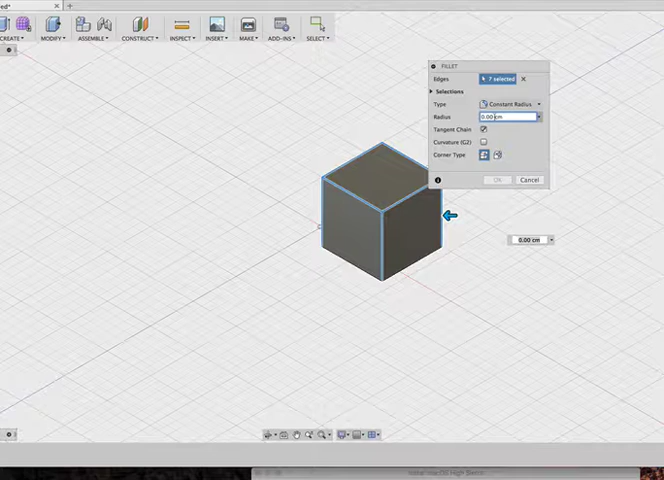 CREATE
MODIFY
ASSEMBLE
CONSTRUCT
INSPECT
INSERT
MAKE
ADD-INS
SELECT
FILLET
Edges 7 selected
Selections
Type Constant Radius
Radius 0.00 cm
Tangent Chain
Curvature (G2)
Corner Type
OK Cancel
0.00 cm